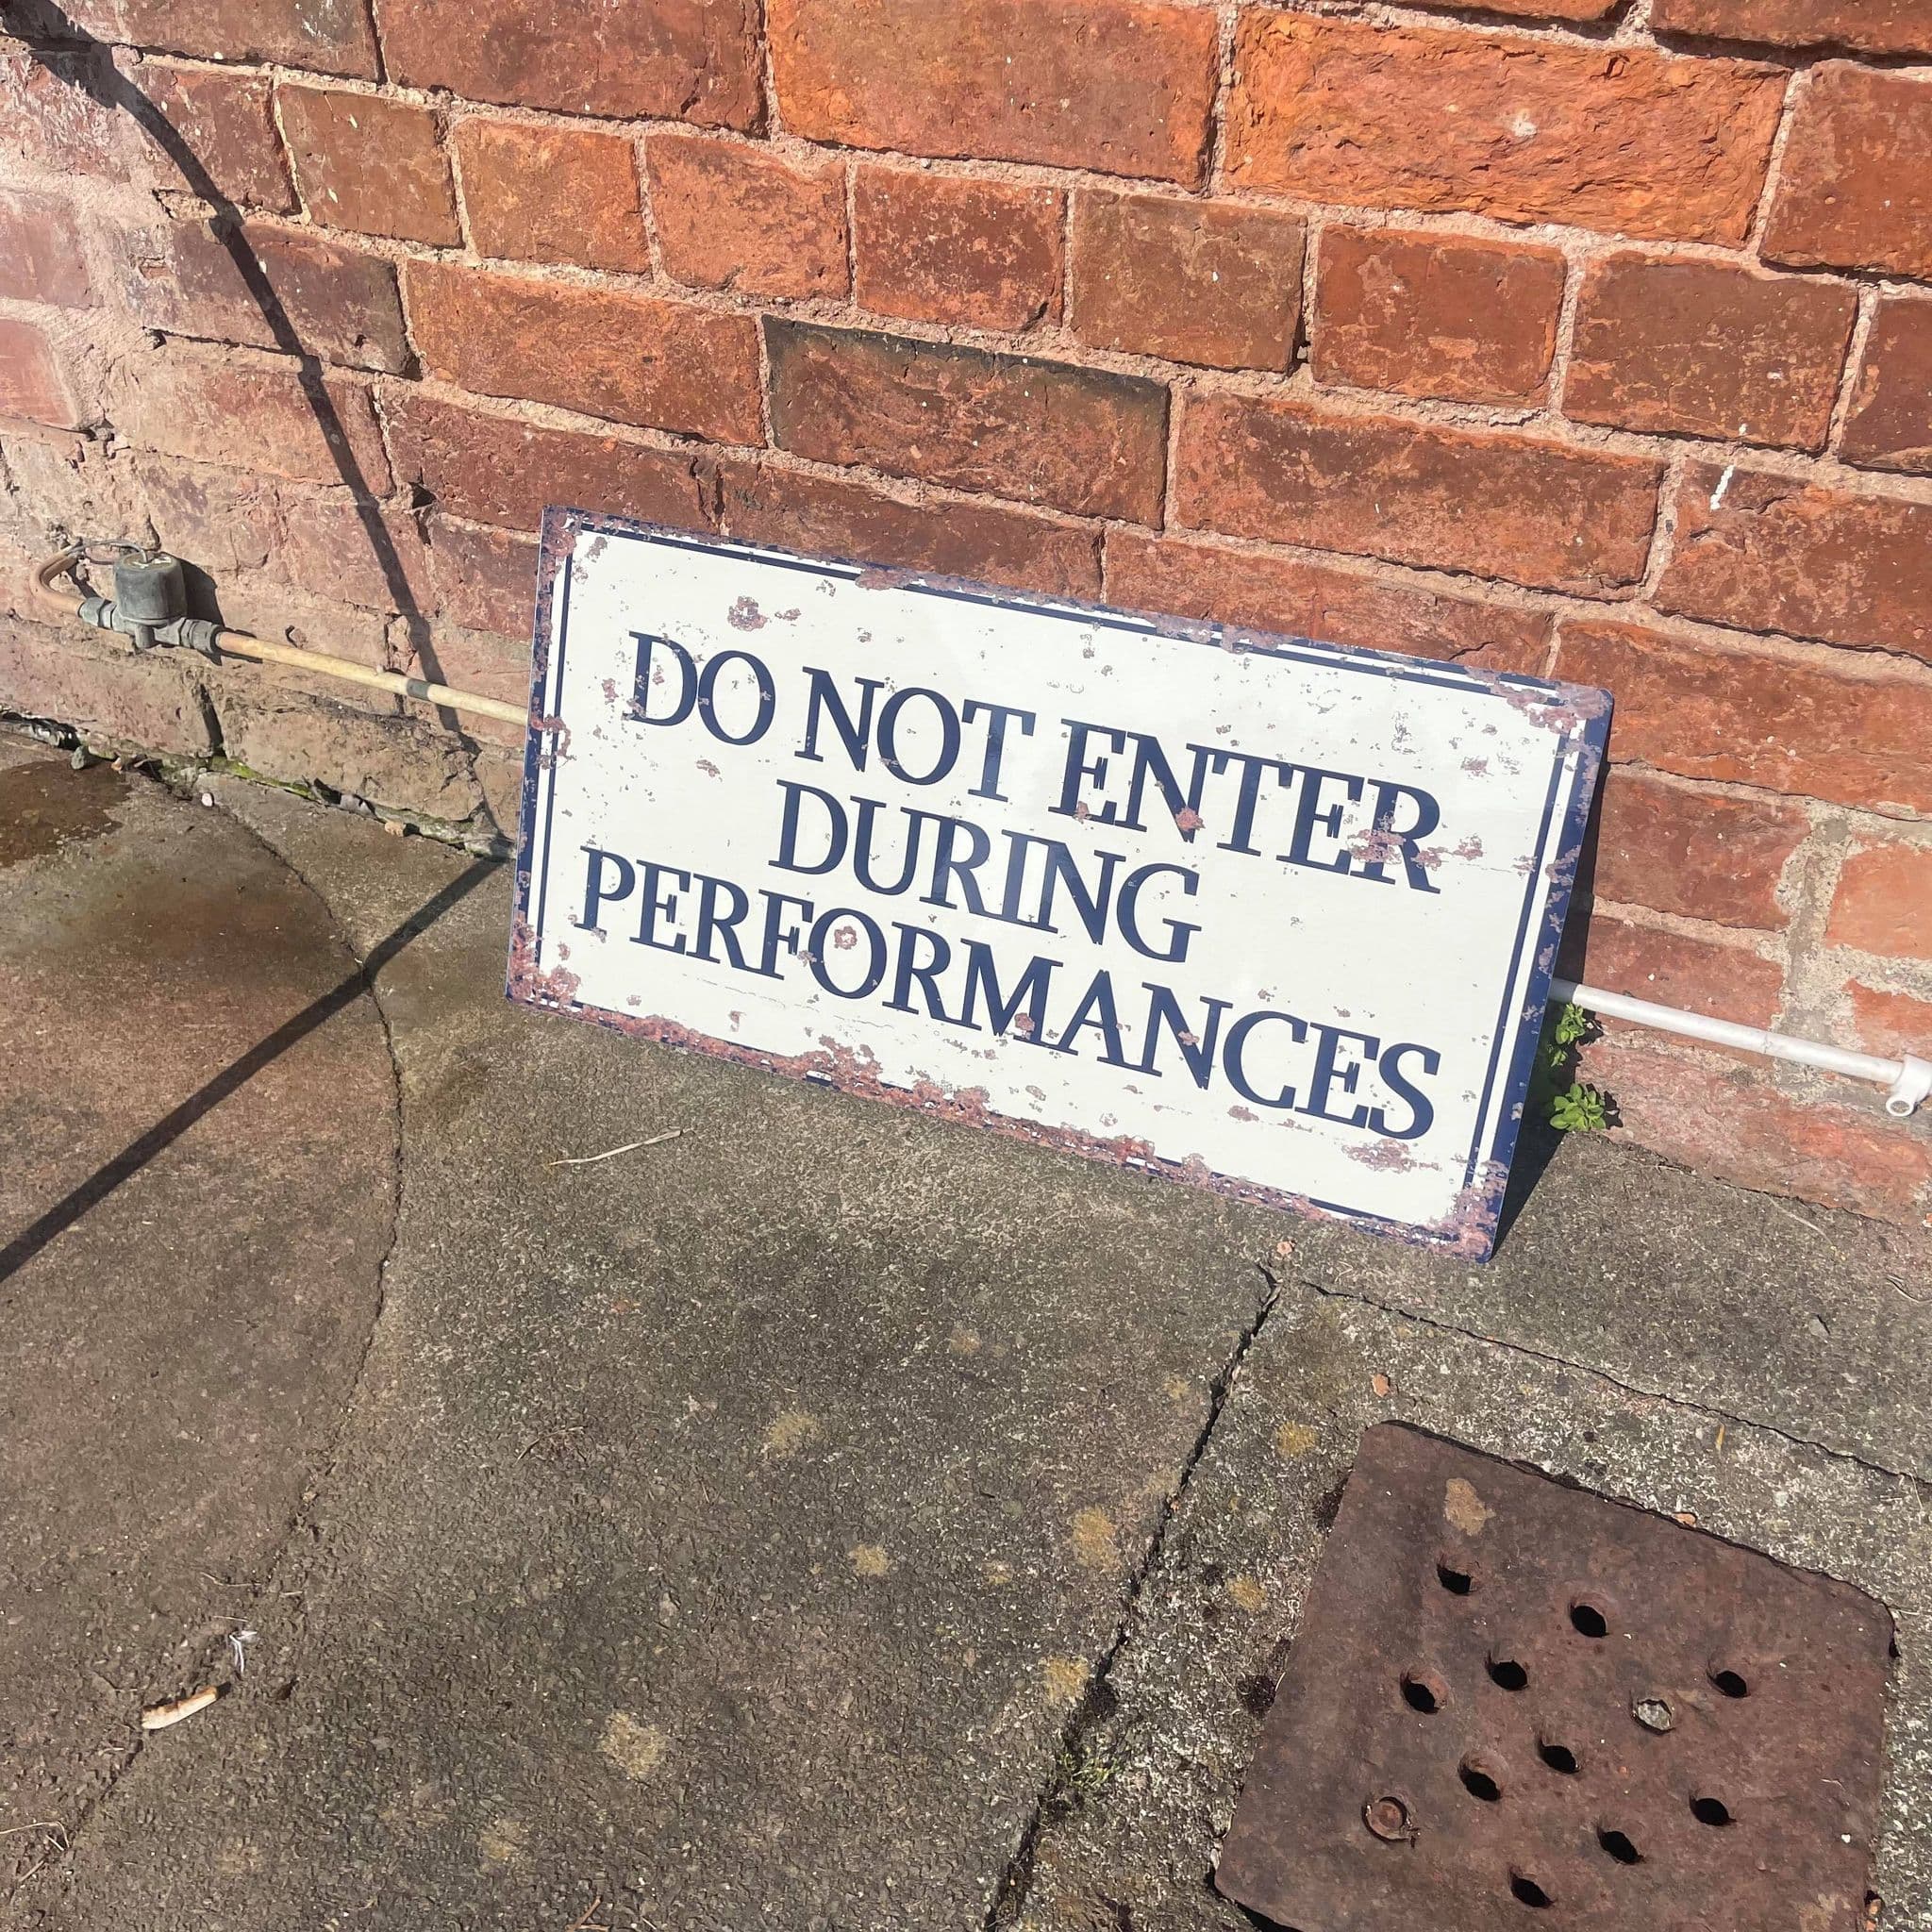 DO NOT ENTER
DURING
PERFORMANCES